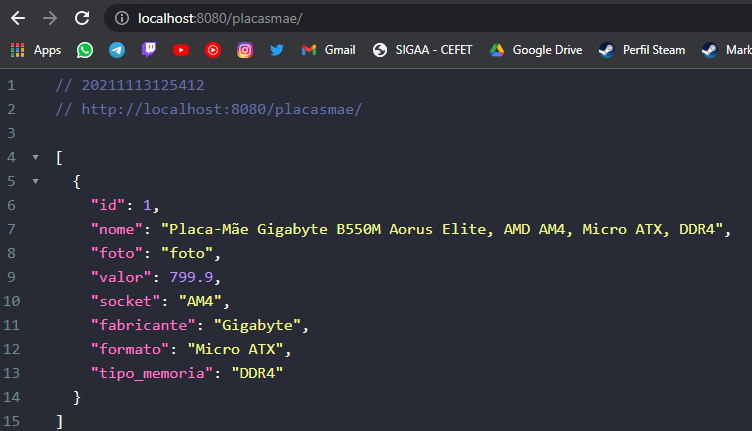 localhost:8080/placasmae/
Apps Gmail SIGAA - CEFET Google Drive Perfil Steam Mark
1 // 20211113125412
2 // http://localhost:8080/placasmae/
3
4 [
5 {
6 "id": 1,
7 "nome": "Placa-Mãe Gigabyte B550M Aorus Elite, AMD AM4, Micro ATX, DDR4",
8 "foto": "foto",
9 "valor": 799.9,
10 "socket": "AM4",
11 "fabricante": "Gigabyte",
12 "formato": "Micro ATX",
13 "tipo_memoria": "DDR4"
14 }
15 ]